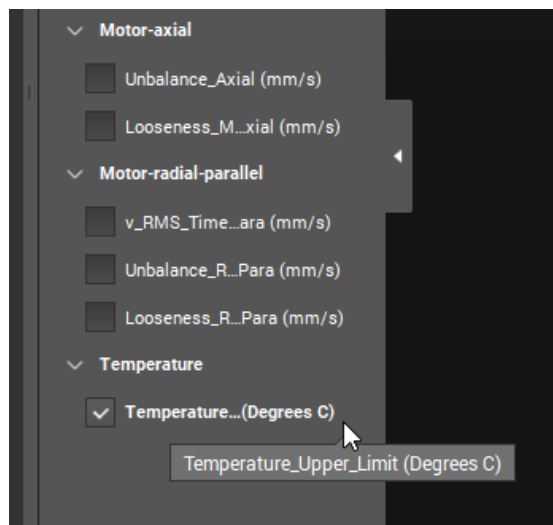 Motor-axial
Unbalance_Axial (mm/s)
Looseness_M...xial (mm/s)
Motor-radial-parallel
v_RMS_Time...ara (mm/s)
Unbalance_R...Para (mm/s)
Looseness_R...Para (mm/s)
Temperature
Temperature...(Degrees C)
Temperature_Upper_Limit (Degrees C)